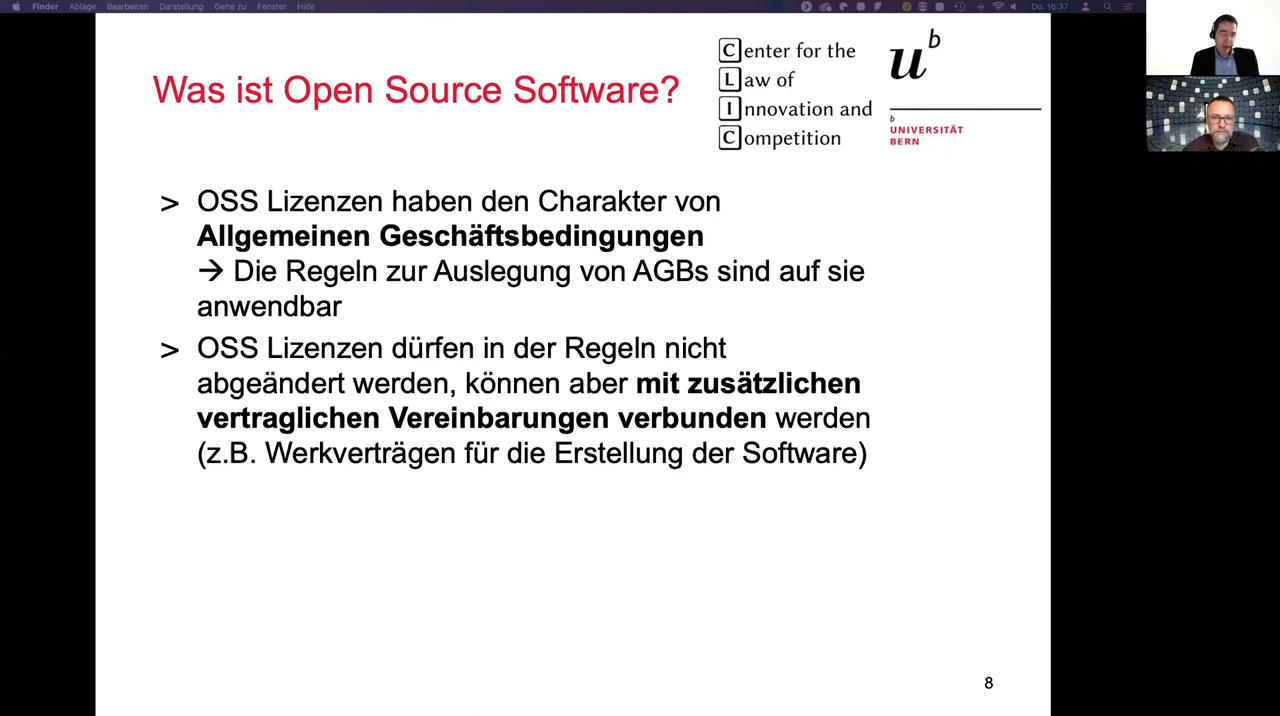 Finder Ablage Bearbeiten Darstellung Gehe zu Fenster Hilfe
Do. 16:37
Was ist Open Source Software?
Center for the
Law of
Innovation and
Competition
u b
b
UNIVERSITÄT
BERN
> OSS Lizenzen haben den Charakter von
Allgemeinen Geschäftsbedingungen
→ Die Regeln zur Auslegung von AGBs sind auf sie
anwendbar
> OSS Lizenzen dürfen in der Regeln nicht
abgeändert werden, können aber mit zusätzlichen
vertraglichen Vereinbarungen verbunden werden
(z.B. Werkverträgen für die Erstellung der Software)
8